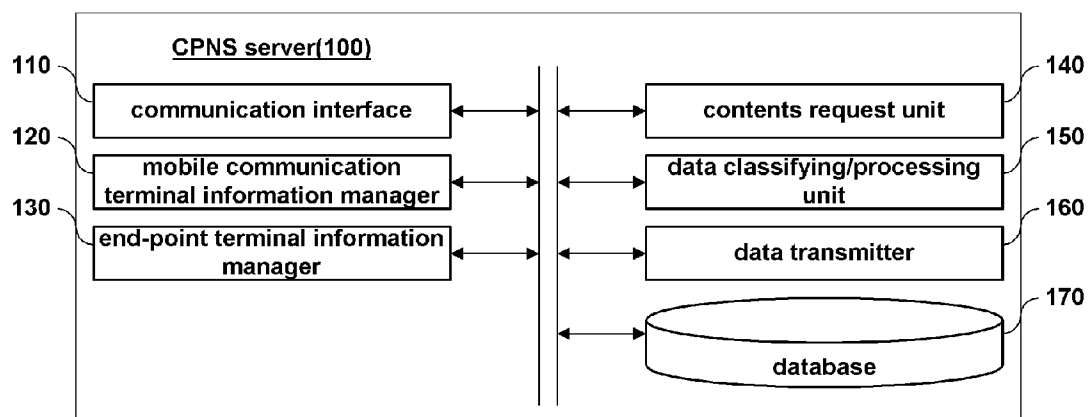 CPNS server(100)
110
communication interface
120
mobile communication
terminal information manager
130
end-point terminal information
manager
140
contents request unit
150
data classifying/processing
unit
160
data transmitter
170
database